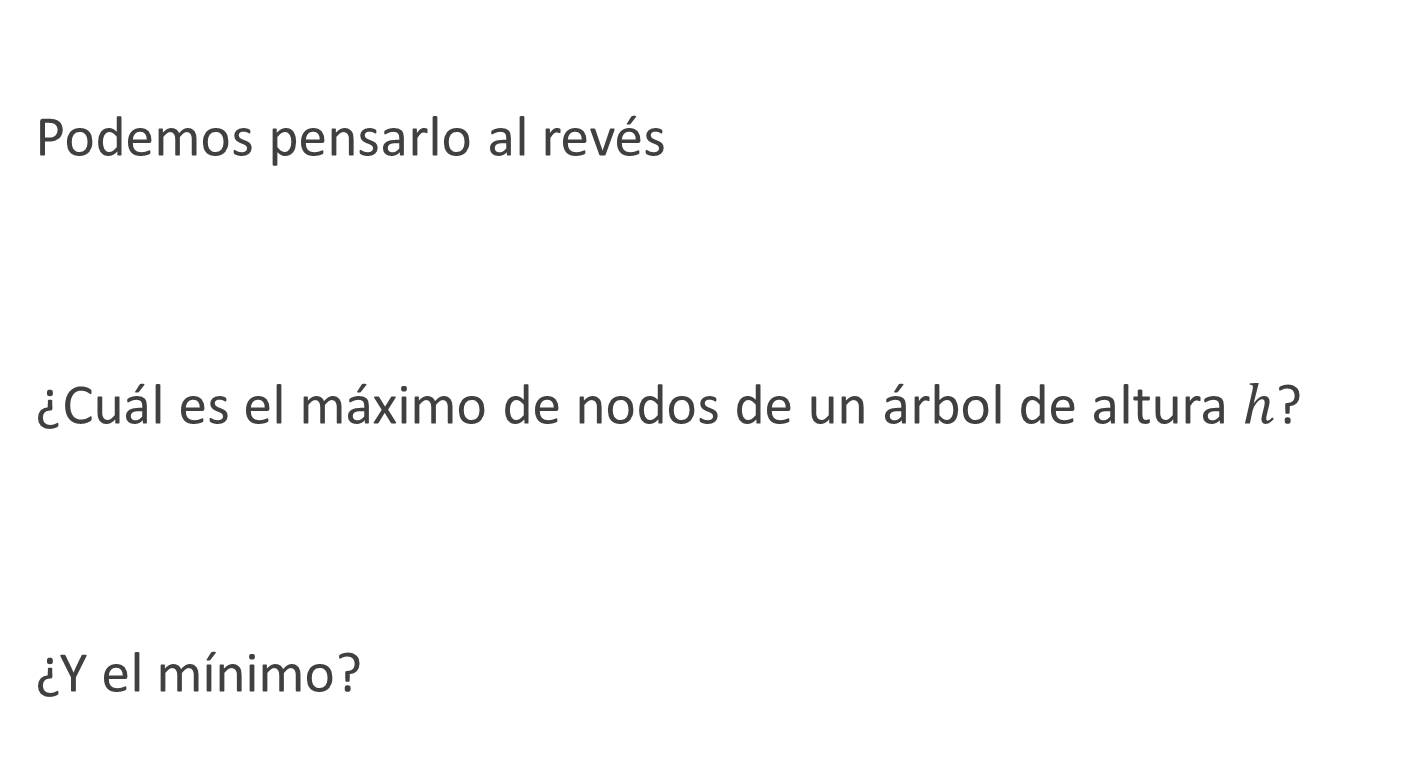 Podemos pensarlo al revés
¿Cuál es el máximo de nodos de un árbol de altura ℎ?
¿Y el mínimo?